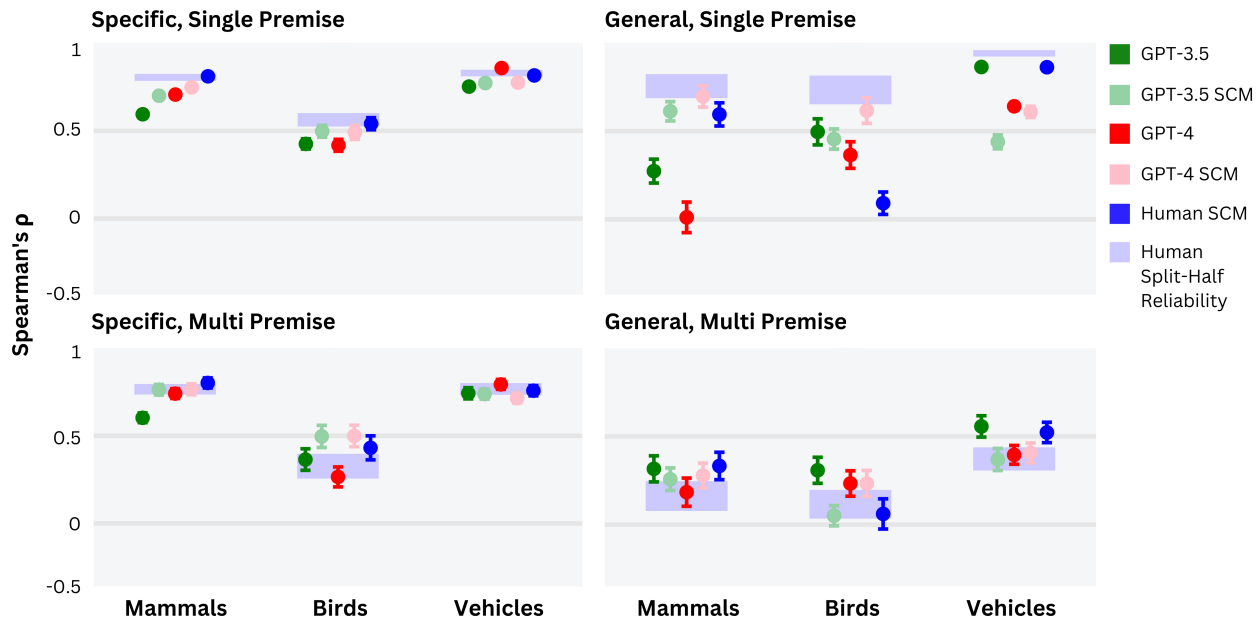 Specific, Single Premise
General, Single Premise
1
0.5
0
-0.5
GPT-3.5
GPT-3.5 SCM
GPT-4
GPT-4 SCM
Human SCM
Human
Split-Half
Reliability
Spearman's ρ
Specific, Multi Premise
General, Multi Premise
1
0.5
0
-0.5
Mammals
Birds
Vehicles
Mammals
Birds
Vehicles